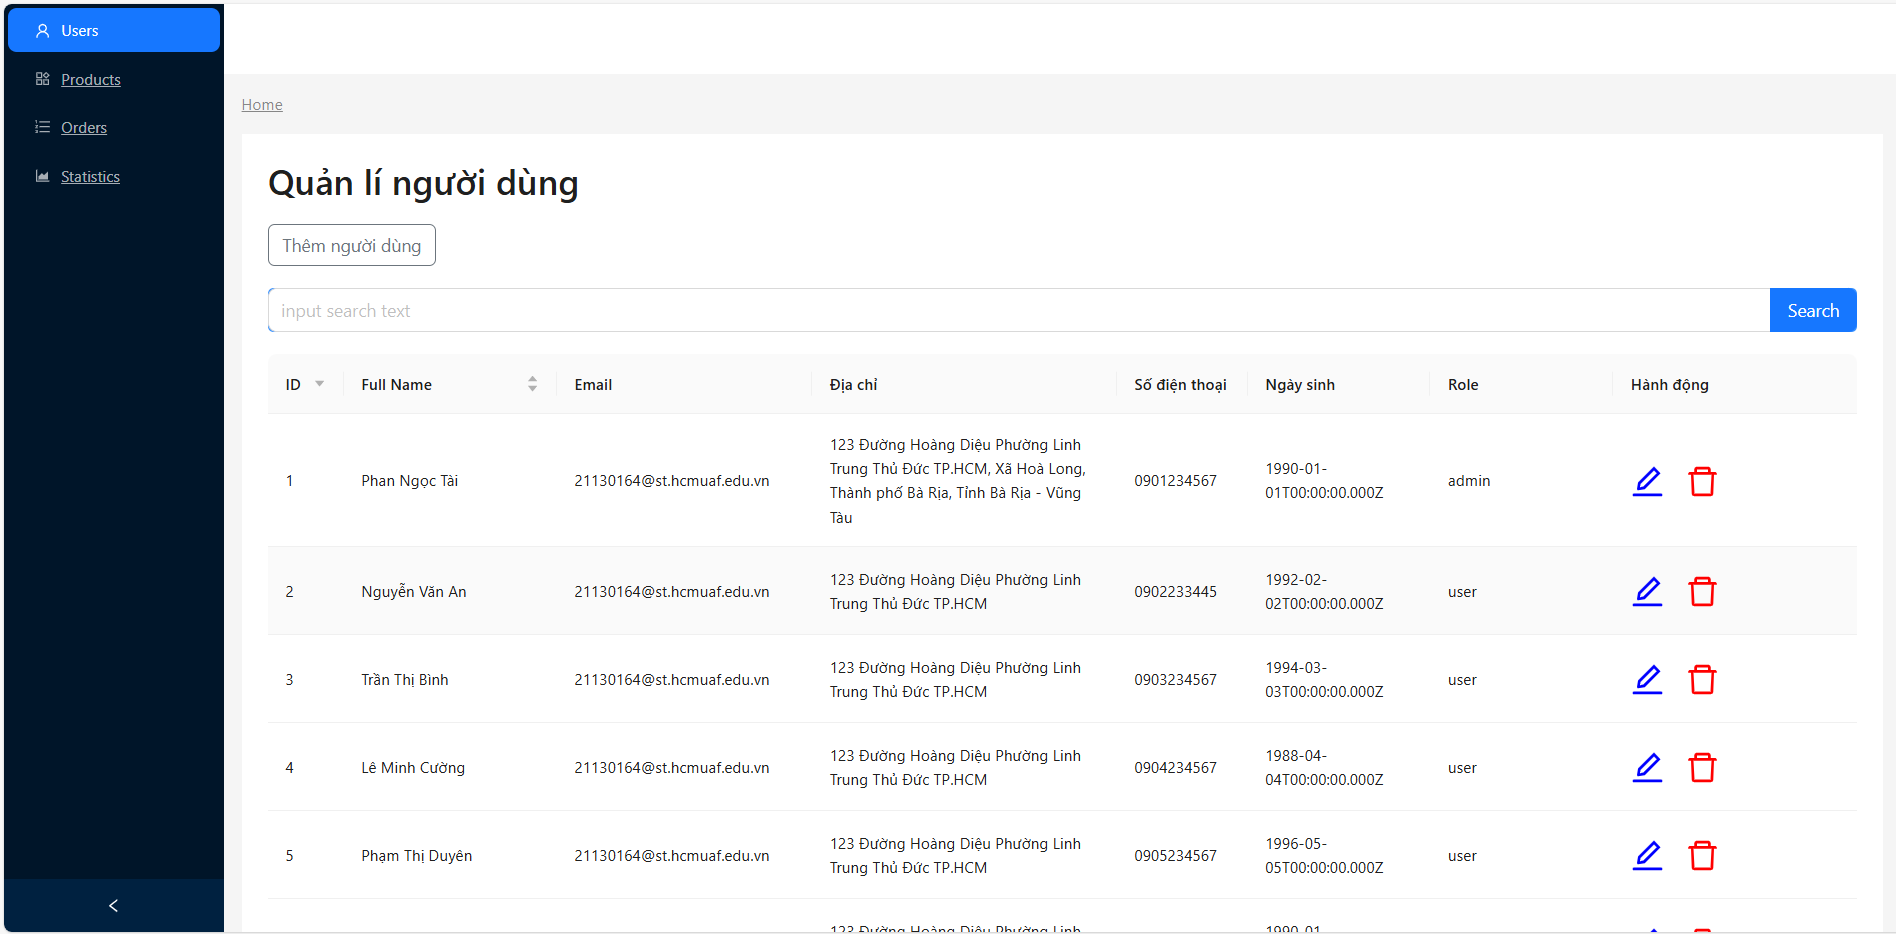 Users
Products
Orders
Statistics
Home
Quản lí người dùng
Thêm người dùng
input search text
Search
ID Full Name Email Địa chỉ Số điện thoại Ngày sinh Role Hành động
123 Đường Hoàng Diệu Phường Linh
Trung Thủ Đức TP.HCM, Xã Hoà Long, 1990-01-
1 Phan Ngọc Tài 21130164@st.hcmuaf.edu.vn 0901234567 admin
Thành phố Bà Rịa, Tỉnh Bà Rịa - Vũng 01T00:00:00.000Z
Tàu
123 Đường Hoàng Diệu Phường Linh 1992-02-
2 Nguyễn Văn An 21130164@st.hcmuaf.edu.vn 0902233445 user
Trung Thủ Đức TP.HCM 02T00:00:00.000Z
123 Đường Hoàng Diệu Phường Linh 1994-03-
3 Trần Thị Bình 21130164@st.hcmuaf.edu.vn 0903234567 user
Trung Thủ Đức TP.HCM 03T00:00:00.000Z
123 Đường Hoàng Diệu Phường Linh 1988-04-
4 Lê Minh Cường 21130164@st.hcmuaf.edu.vn 0904234567 user
Trung Thủ Đức TP.HCM 04T00:00:00.000Z
123 Đường Hoàng Diệu Phường Linh 1996-05-
5 Phạm Thị Duyên 21130164@st.hcmuaf.edu.vn 0905234567 user
Trung Thủ Đức TP.HCM 05T00:00:00.000Z
123 Đường Hoàng Diệu Phường Linh 1990-01-